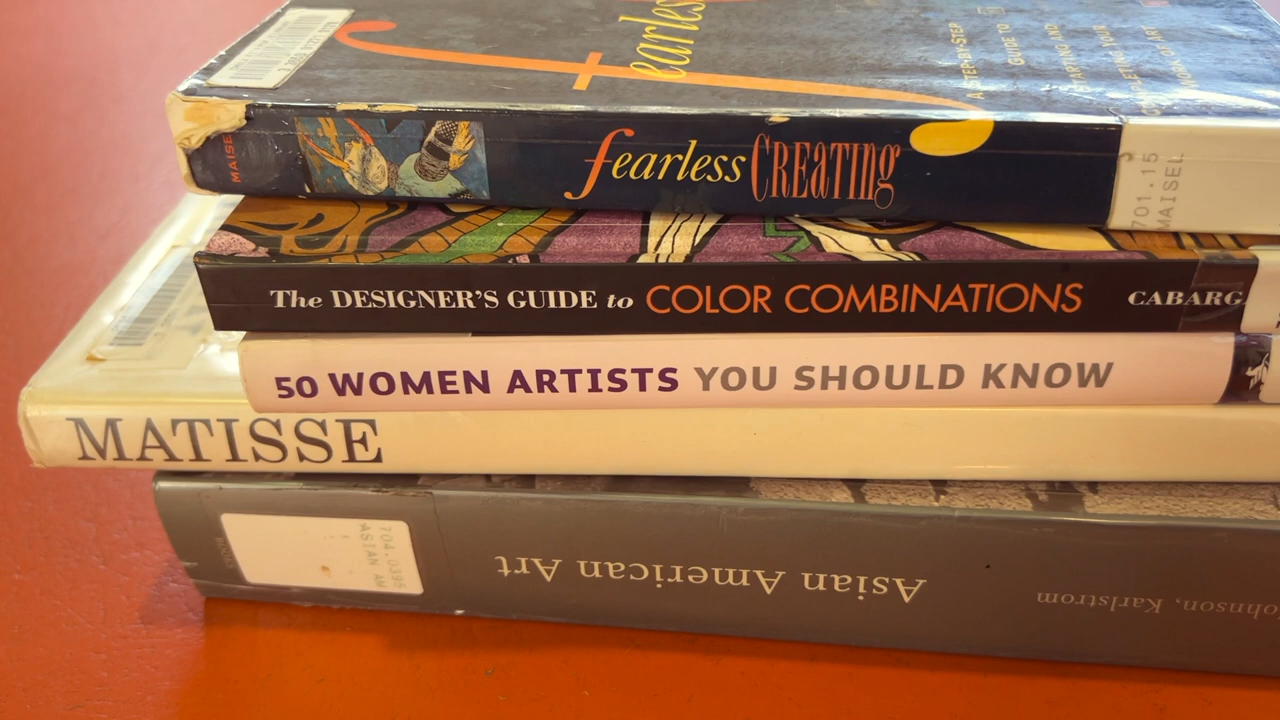 fearless
A STEP-BY-STEP
GUIDE TO
STARTING AND
COMPLETING YOUR
WORK OF ART
MAISEL
fearless CREATING
701.15
MAISEL
The DESIGNER'S GUIDE to COLOR COMBINATIONS CABARGA
50 WOMEN ARTISTS YOU SHOULD KNOW
MATISSE
704.0395
ASIAN AM
Asian American Art
Johnson, Karlstrom